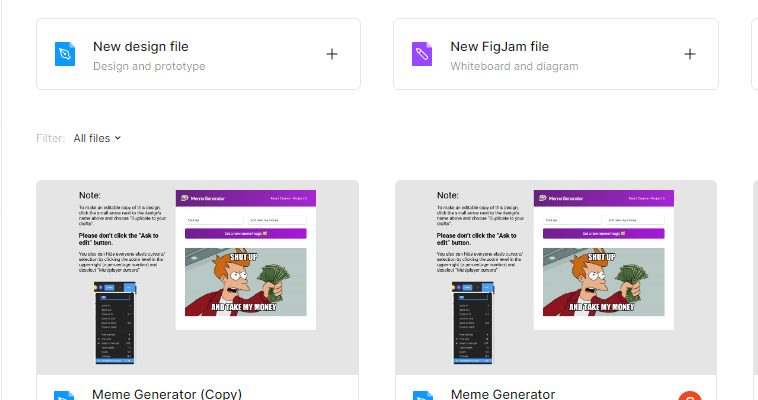 New design file
Design and prototype
New FigJam file
Whiteboard and diagram
Filter: All files
Note:
To make an editable copy of this design,
click the small arrow next to the design's
name above and choose "Duplicate to your
drafts".
Please don't click the "Ask to
edit" button.
You also can hide everyone else's cursors/
selection by clicking the zoom level in the
upper right (a percentage number) and
deselect "Multiplayer cursors"
Meme Generator
React Course - Project 3
Shut up
and take my money
Get a new meme image
SHUT UP
AND TAKE MY MONEY
Note:
To make an editable copy of this design,
click the small arrow next to the design's
name above and choose "Duplicate to your
drafts".
Please don't click the "Ask to
edit" button.
You also can hide everyone else's cursors/
selection by clicking the zoom level in the
upper right (a percentage number) and
deselect "Multiplayer cursors"
Meme Generator
React Course - Project 3
Shut up
and take my money
Get a new meme image
SHUT UP
AND TAKE MY MONEY
Meme Generator (Copy)
Meme Generator